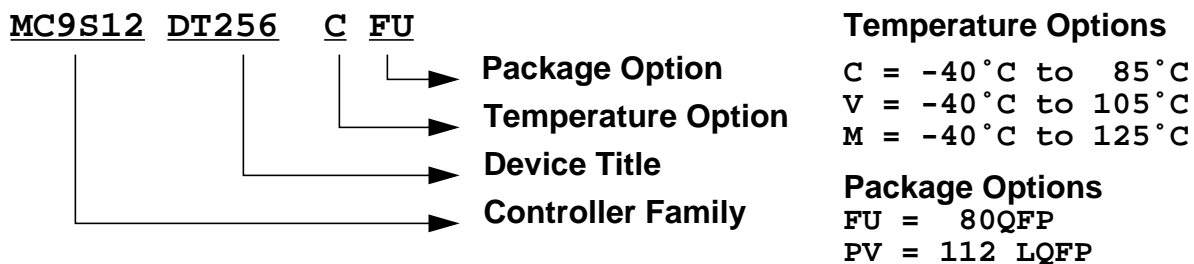 MC9S12 DT256 C FU
Package Option
Temperature Option
Device Title
Controller Family
Temperature Options
C = -40˚C to 85˚C
V = -40˚C to 105˚C
M = -40˚C to 125˚C
Package Options
FU = 80QFP
PV = 112 LQFP